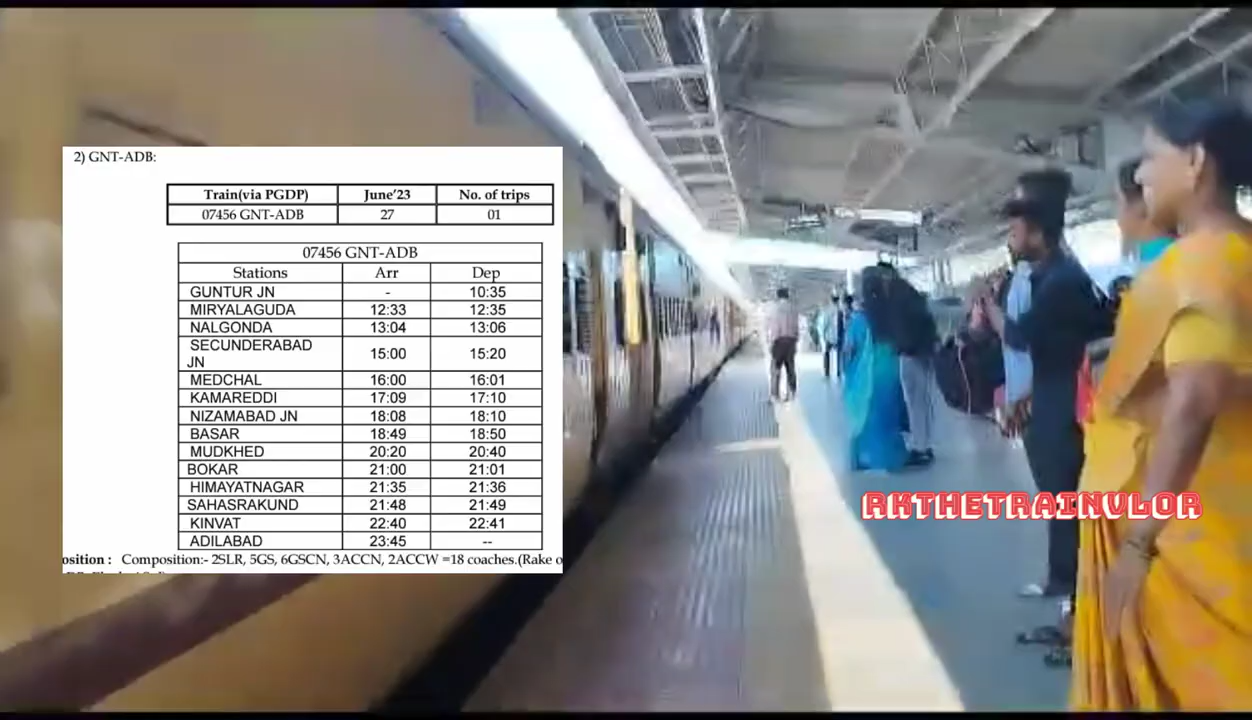 2) GNT-ADB:
Train(via PGDP) June'23 No. of trips
07456 GNT-ADB 27 01
07456 GNT-ADB
Stations Arr Dep
GUNTUR JN - 10:35
MIRYALAGUDA 12:33 12:35
NALGONDA 13:04 13:06
SECUNDERABAD
JN 15:00 15:20
MEDCHAL 16:00 16:01
KAMAREDDI 17:09 17:10
NIZAMABAD JN 18:08 18:10
BASAR 18:49 18:50
MUDKHED 20:20 20:40
BOKAR 21:00 21:01
HIMAYATNAGAR 21:35 21:36
SAHASRAKUND 21:48 21:49
KINVAT 22:40 22:41
ADILABAD 23:45 --
osition : Composition:- 2SLR, 5GS, 6GSCN, 3ACCN, 2ACCW =18 coaches.(Rake o
RKTHETRAINVLOR